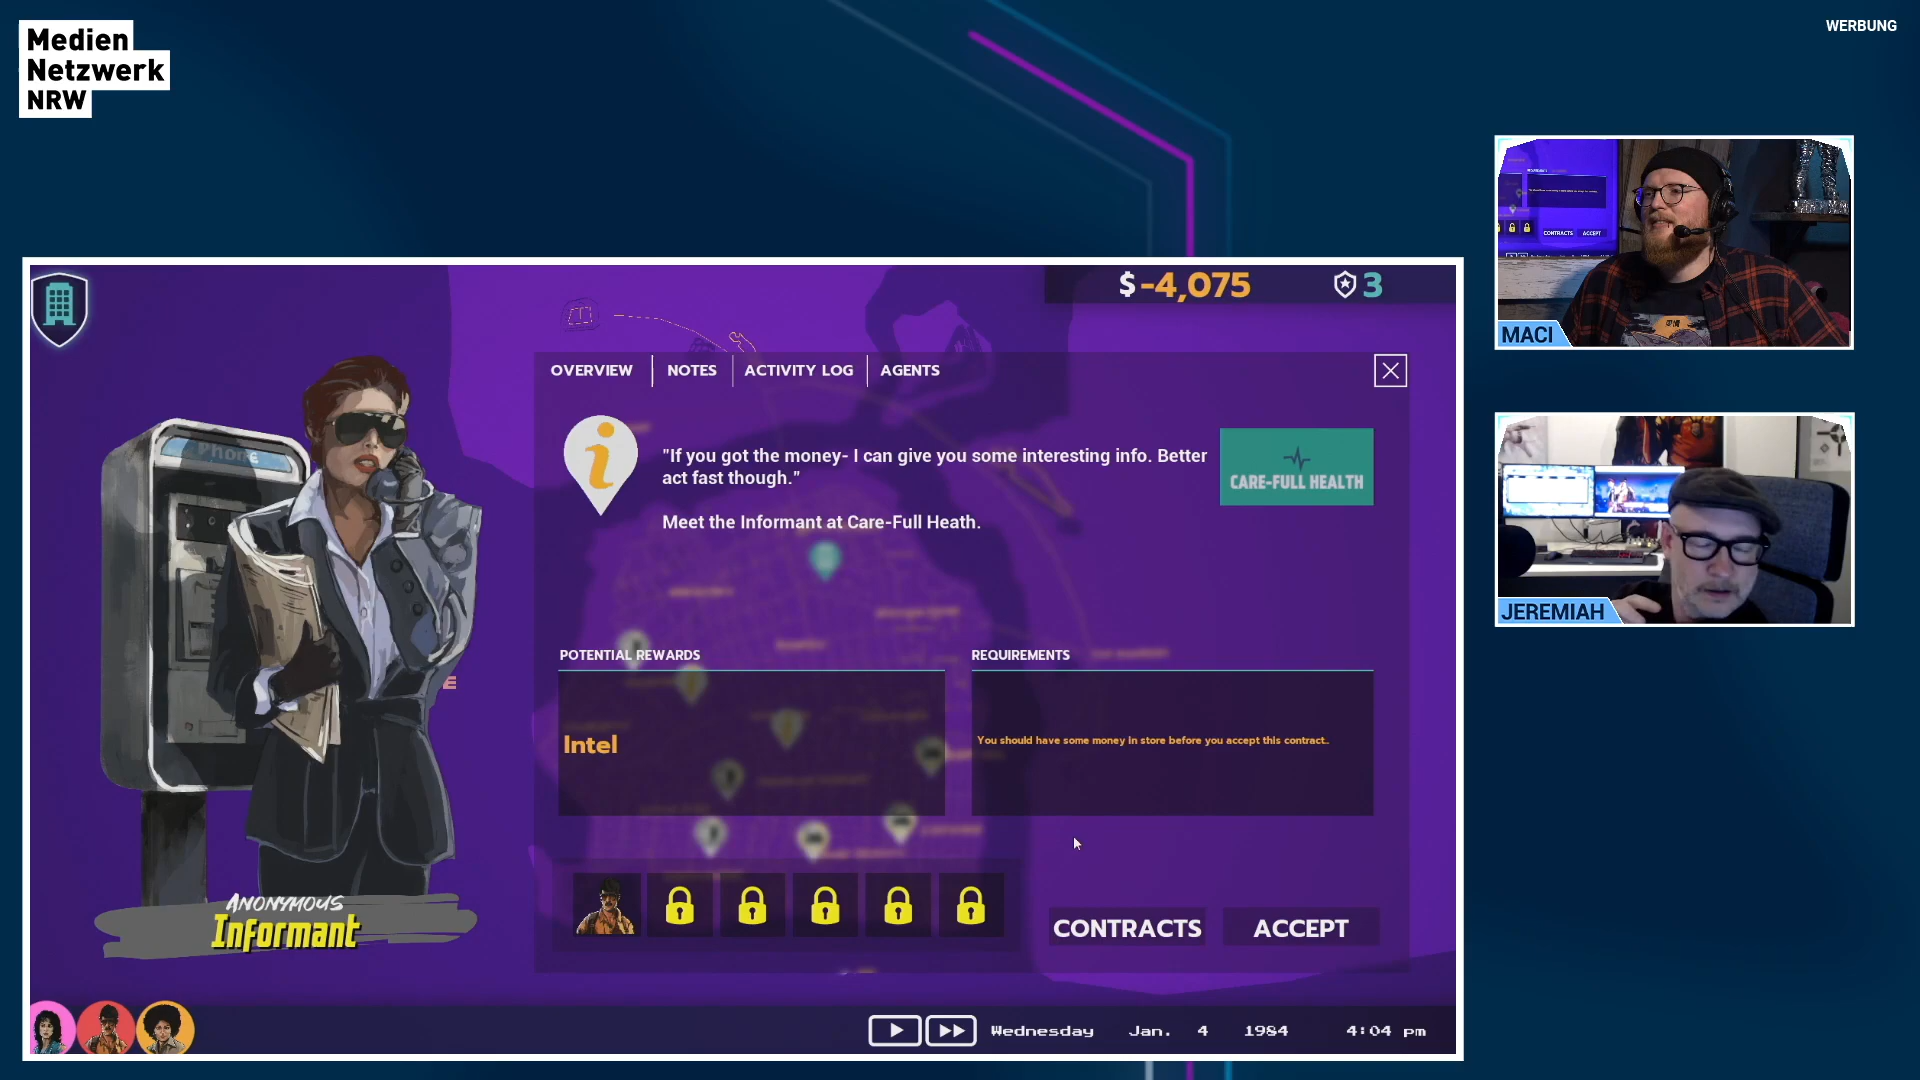 Medien
Netzwerk
NRW
WERBUNG
$-4,075
3
OVERVIEW
NOTES
ACTIVITY LOG
AGENTS
"If you got the money- I can give you some interesting info. Better
act fast though."
Meet the Informant at Care-Full Heath.
CARE-FULL HEALTH
Phone
POTENTIAL REWARDS
REQUIREMENTS
Intel
You should have some money in store before you accept this contract..
E
ANONYMOUS
Informant
CONTRACTS
ACCEPT
Wednesday Jan. 4 1984 4:04 pm
CONTRACTS ACCEPT
MACI
JEREMIAH